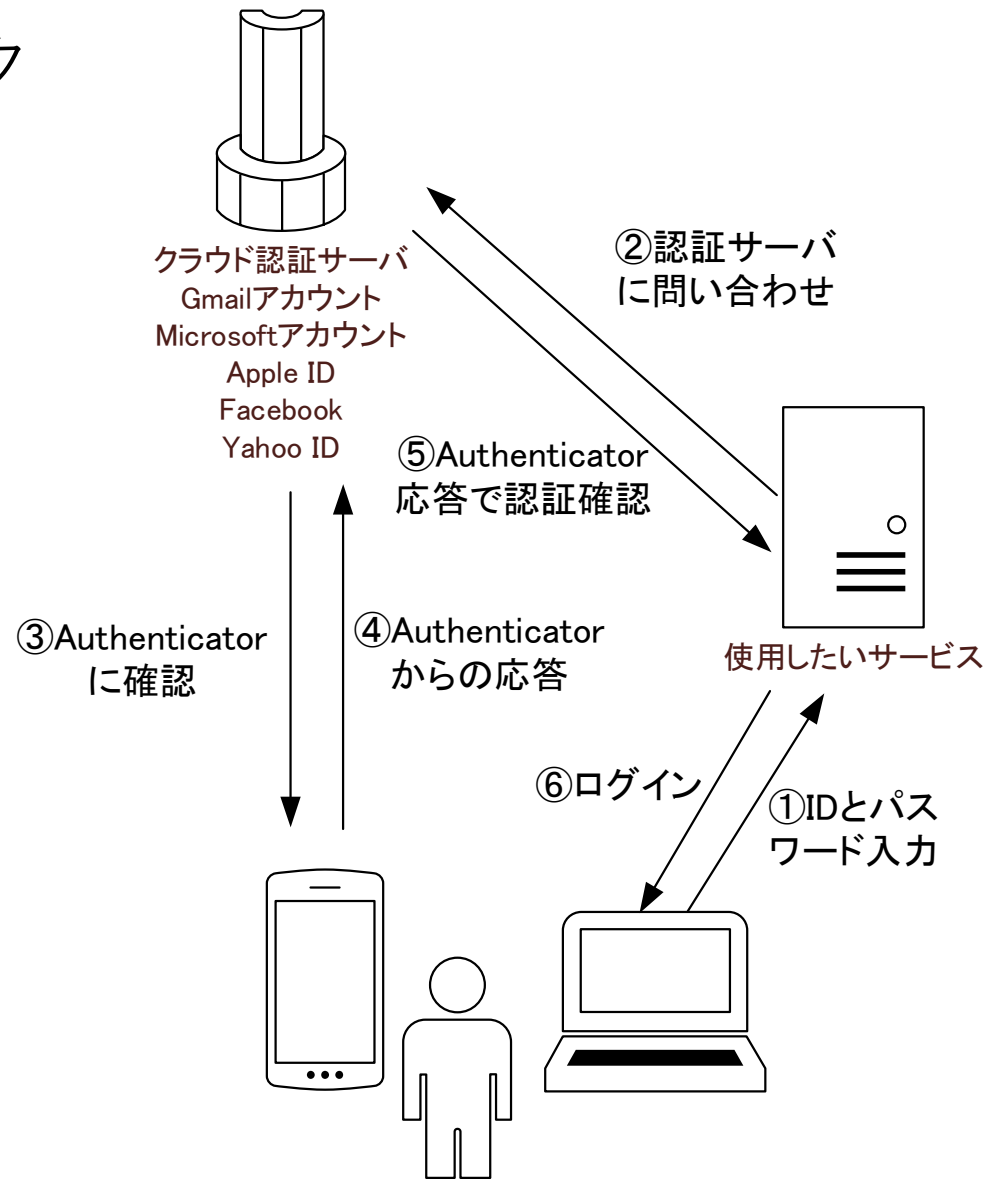 ク
クラウド認証サーバ
Gmailアカウント
Microsoftアカウント
Apple ID
Facebook
Yahoo ID
②認証サーバ
に問い合わせ
⑤Authenticator
応答で認証確認
③Authenticator
に確認
④Authenticator
からの応答
使用したいサービス
⑥ログイン
①IDとパス
ワード入力